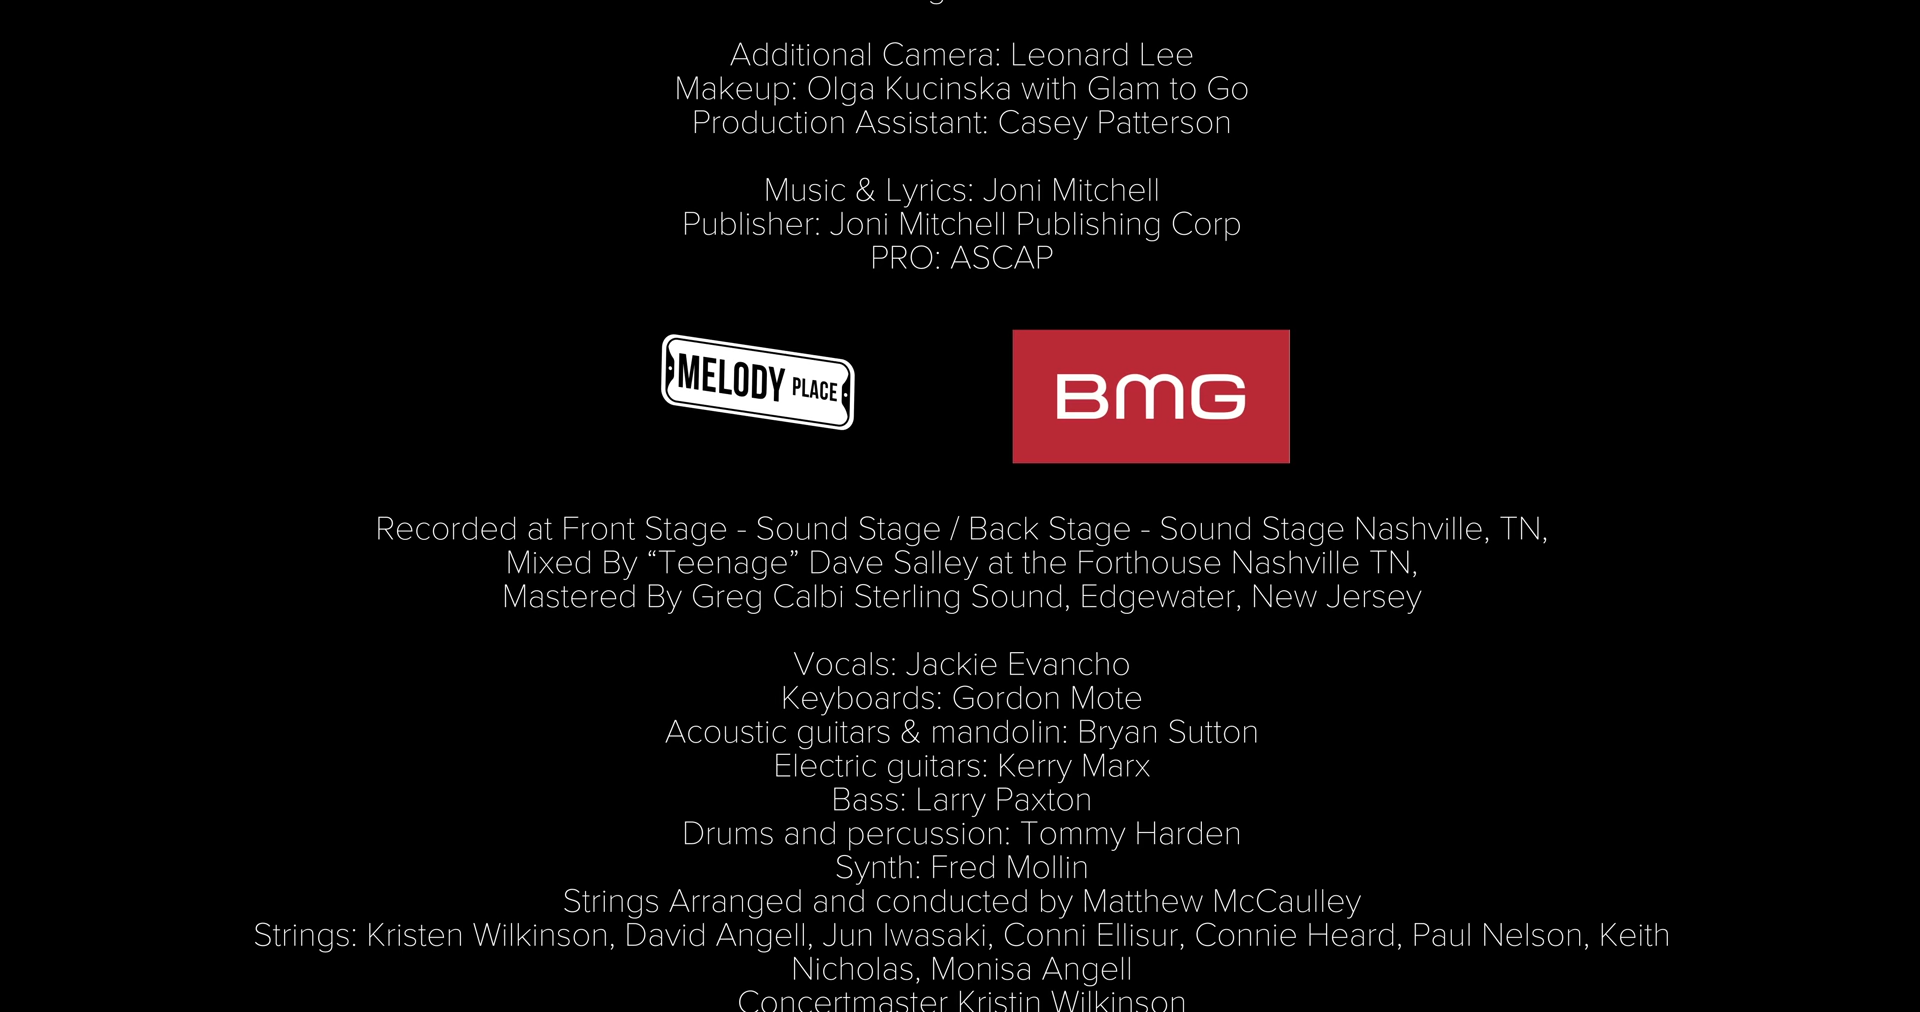 Additional Camera: Leonard Lee
Makeup: Olga Kucinska with Glam to Go
Production Assistant: Casey Patterson
Music & Lyrics: Joni Mitchell
Publisher: Joni Mitchell Publishing Corp
PRO: ASCAP
MELODY PLACE
BMG
Recorded at Front Stage - Sound Stage / Back Stage - Sound Stage Nashville, TN,
Mixed By “Teenage” Dave Salley at the Forthouse Nashville TN,
Mastered By Greg Calbi Sterling Sound, Edgewater, New Jersey
Vocals: Jackie Evancho
Keyboards: Gordon Mote
Acoustic guitars & mandolin: Bryan Sutton
Electric guitars: Kerry Marx
Bass: Larry Paxton
Drums and percussion: Tommy Harden
Synth: Fred Mollin
Strings Arranged and conducted by Matthew McCaulley
Strings: Kristen Wilkinson, David Angell, Jun Iwasaki, Conni Ellisur, Connie Heard, Paul Nelson, Keith
Nicholas, Monisa Angell
Concertmaster Kristin Wilkinson